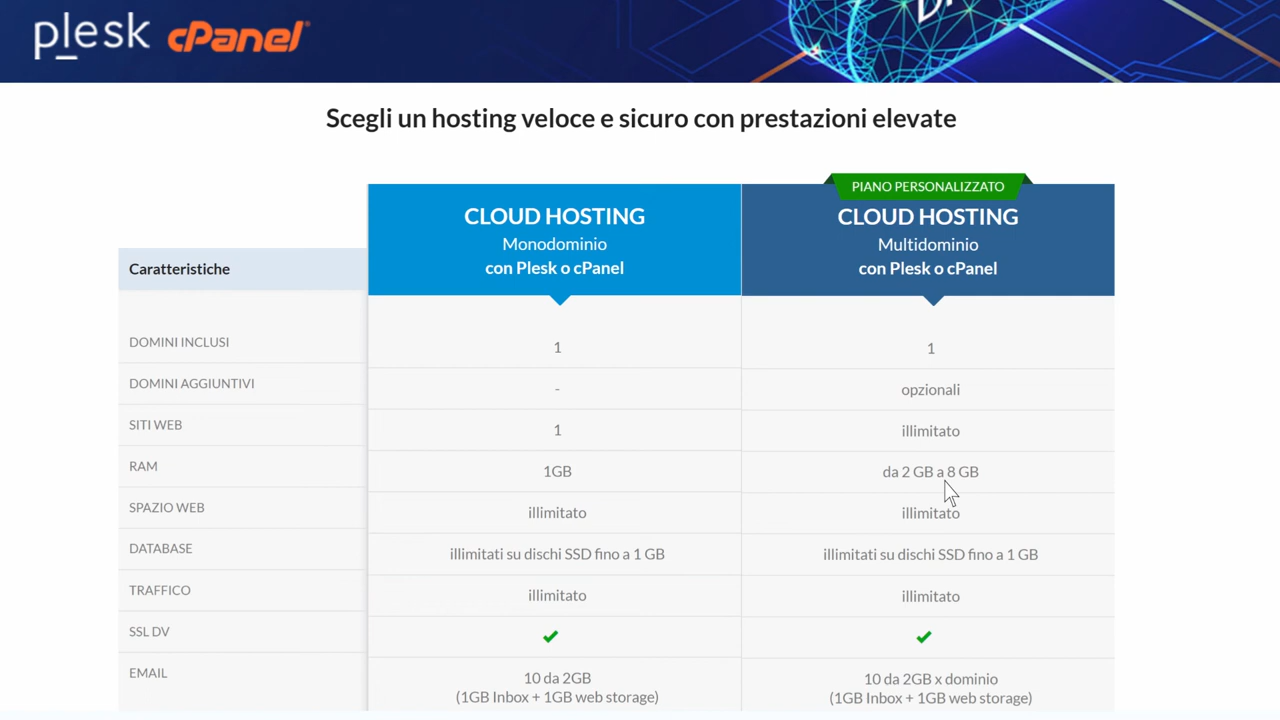 plesk cPanel®
Scegli un hosting veloce e sicuro con prestazioni elevate
PIANO PERSONALIZZATO
CLOUD HOSTING
Monodominio
con Plesk o cPanel
CLOUD HOSTING
Multidominio
con Plesk o cPanel
Caratteristiche
DOMINI INCLUSI 1 1
DOMINI AGGIUNTIVI - opzionali
SITI WEB 1 illimitato
RAM 1GB da 2 GB a 8 GB
SPAZIO WEB illimitato illimitato
DATABASE illimitati su dischi SSD fino a 1 GB illimitati su dischi SSD fino a 1 GB
TRAFFICO illimitato illimitato
SSL DV ✔ ✔
EMAIL 10 da 2GB 10 da 2GB x dominio
(1GB Inbox + 1GB web storage) (1GB Inbox + 1GB web storage)